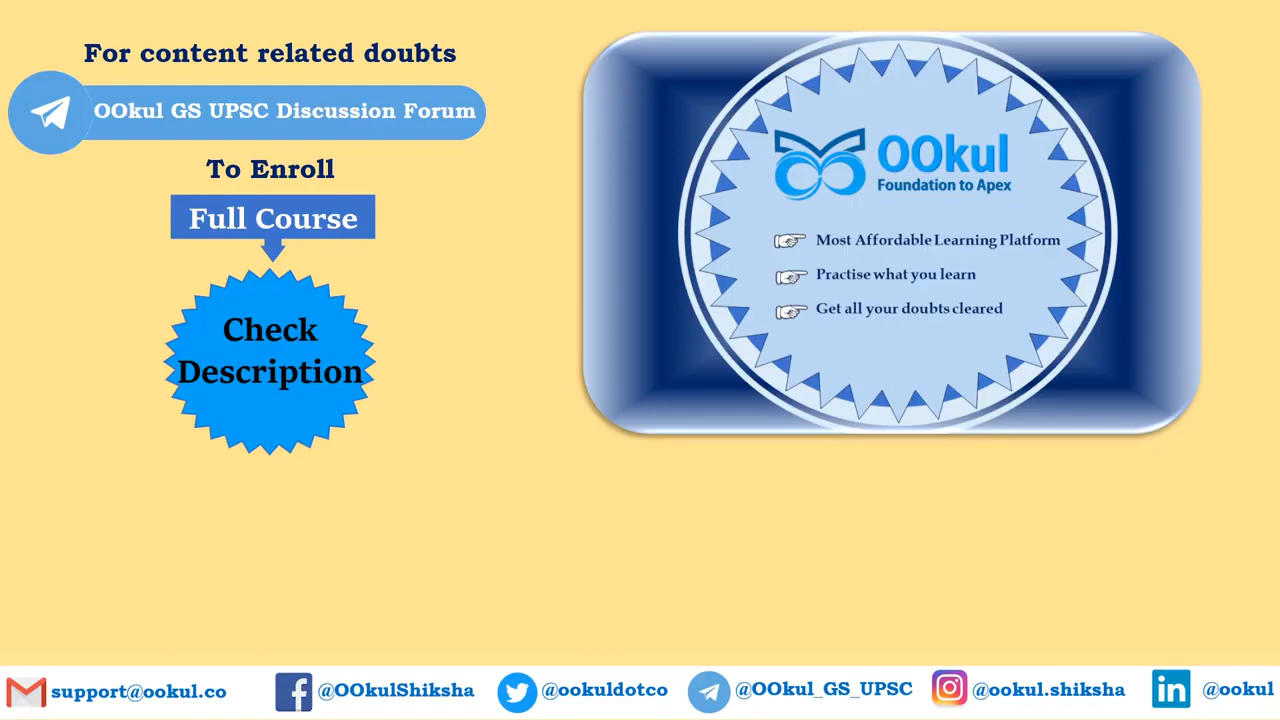 For content related doubts
OOkul GS UPSC Discussion Forum
To Enroll
Full Course
Check
Description
OOkul
Foundation to Apex
Most Affordable Learning Platform
Practise what you learn
Get all your doubts cleared
support@ookul.co @OOkulShiksha @ookuldotco @OOkul_GS_UPSC @ookul.shiksha @ookul